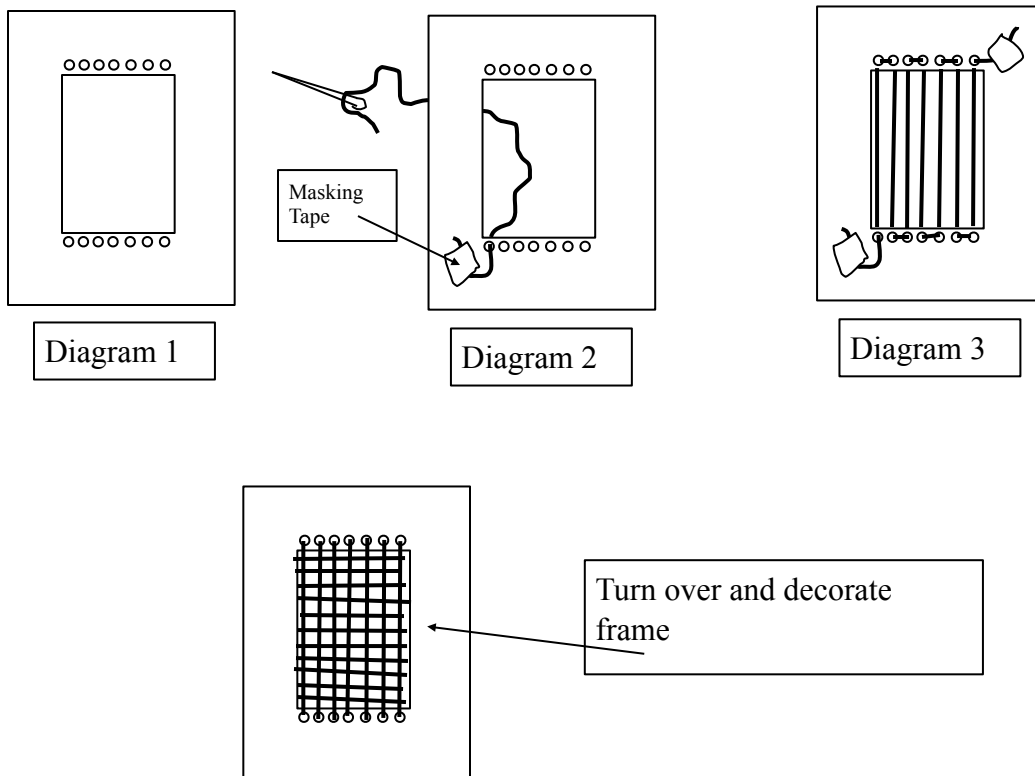 Masking
Tape
Diagram 1
Diagram 2
Diagram 3
Turn over and decorate
frame